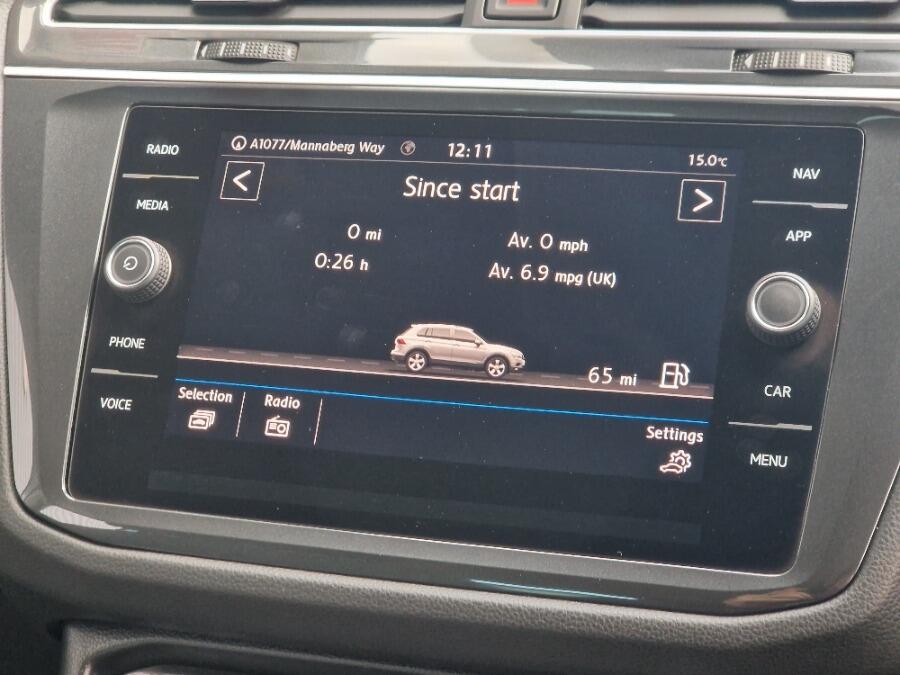 RADIO
MEDIA
PHONE
VOICE
A1077/Mannaberg Way
12:11
15.0°C
Since start
0 mi
0:26 h
Av. 0 mph
Av. 6.9 mpg (UK)
65 mi
Selection
Radio
Settings
NAV
APP
CAR
MENU